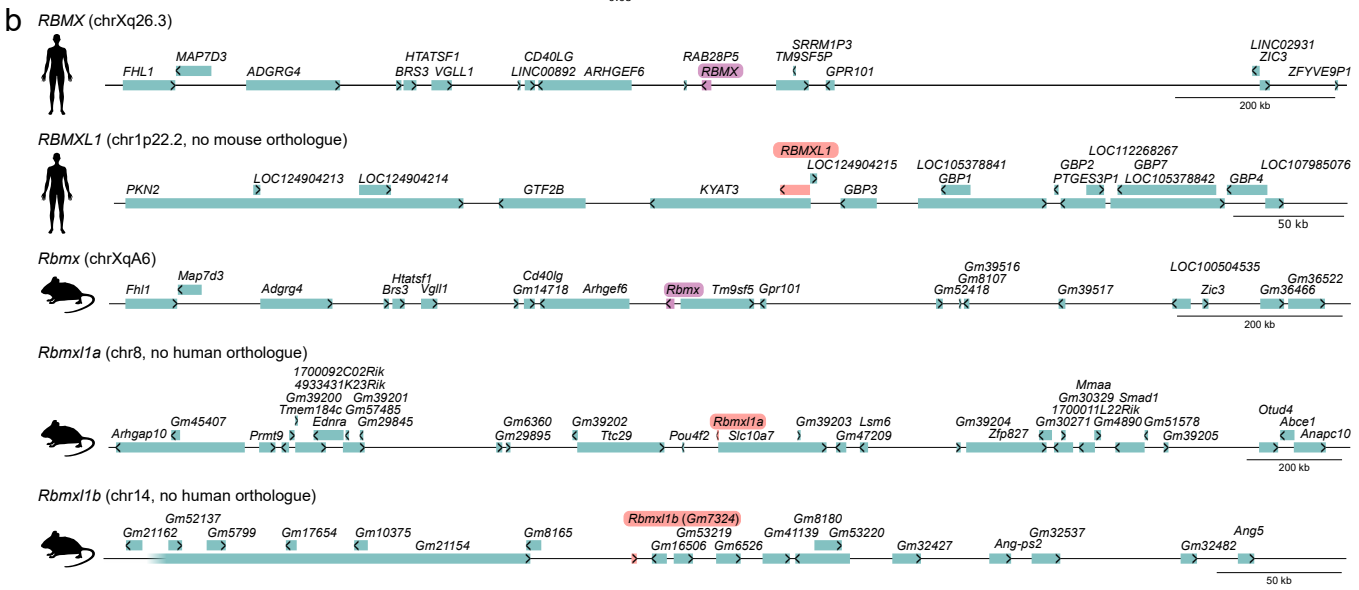 b
RBMX (chrXq26.3)
SRRM1P3
LINC02931
MAP7D3
HTATSF1
CD40LG
RAB28P5
TM9SF5P
ZIC3
FHL1 ADGRG4 BRS3 VGLL1 LINC00892 ARHGEF6 RBMX GPR101 ZFYVE9P1
200 kb
RBMXL1 (chr1p22.2, no mouse orthologue)
RBMXL1 LOC112268267
LOC124904215 LOC105378841 GBP2 GBP7 LOC107985076
PKN2 LOC124904213 LOC124904214 GTF2B KYAT3 GBP3 GBP1 PTGES3P1 LOC105378842 GBP4
50 kb
Rbmx (chrXqA6)
Gm39516 LOC100504535
Map7d3 Htatsf1 Cd40lg Gm8107 Gm36522
Fhl1 Adgrg4 Brs3 Vgll1 Gm14718 Arhgef6 Rbmx Tm9sf5 Gpr101 Gm52418 Gm39517 Zic3 Gm36466
200 kb
Rbmxl1a (chr8, no human orthologue)
1700092C02Rik
4933431K23Rik Mmaa
Gm39200 Gm39201 Gm30329 Smad1
Tmem184c Gm57485 1700011L22Rik Otud4
Gm45407 Ednra Gm29845 Gm6360 Gm39202 Rbmxl1a Gm39203 Lsm6 Gm39204 Gm30271 Gm4890 Gm51578 Abce1
Arhgap10 Prmt9 Gm29895 Ttc29 Pou4f2 Slc10a7 Gm47209 Zfp827 Gm39205 Anapc10
200 kb
Rbmxl1b (chr14, no human orthologue)
Gm52137 Rbmxl1b (Gm7324) Gm8180
Gm21162 Gm5799 Gm17654 Gm10375 Gm8165 Gm53219 Gm41139 Gm53220 Gm32537 Ang5
Gm21154 Gm16506 Gm6526 Gm32427 Ang-ps2 Gm32482
50 kb